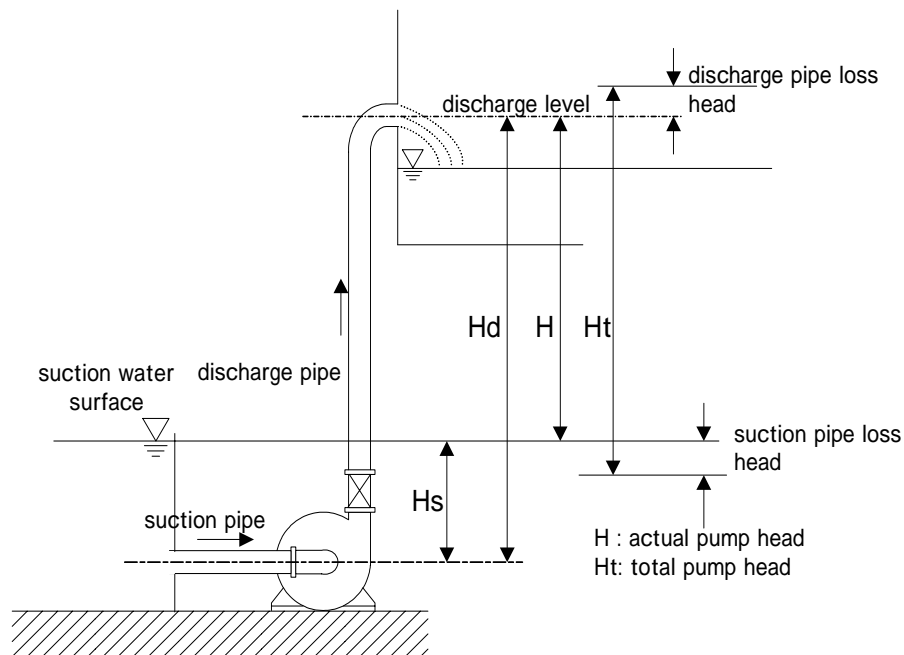 discharge pipe loss
head
discharge level
Hd
H
Ht
suction water
surface
discharge pipe
suction pipe loss
head
Hs
suction pipe
H : actual pump head
Ht: total pump head